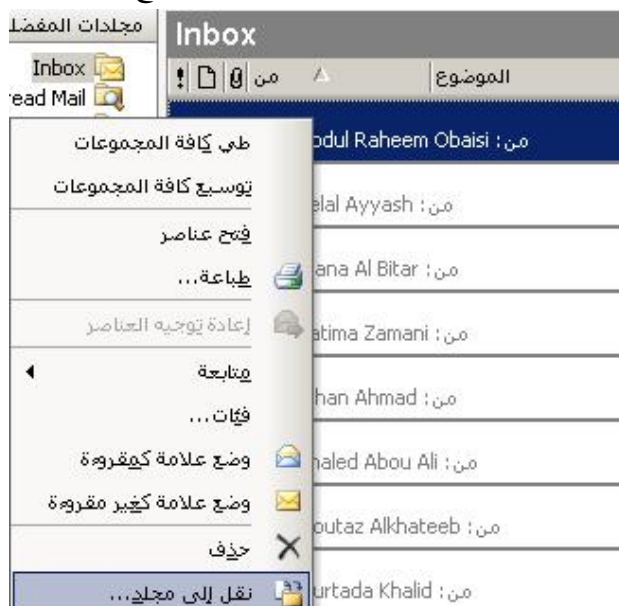 مجلدات المفضل
Inbox
ead Mail
Inbox
من
الموضوع
من: odul Raheem Obaisi
من: elal Ayyash
من: ana Al Bitar
من: atima Zamani
من: han Ahmad
من: haled Abou Ali
من: outaz Alkhateeb
من: urtada Khalid
طي كافة المجموعات
توسيع كافة المجموعات
فتح عناصر
طباعة...
إعادة توجيه العناصر
متابعة
فئات...
وضع علامة كمقروءة
وضع علامة كغير مقروءة
حذف
نقل إلى مجلد...